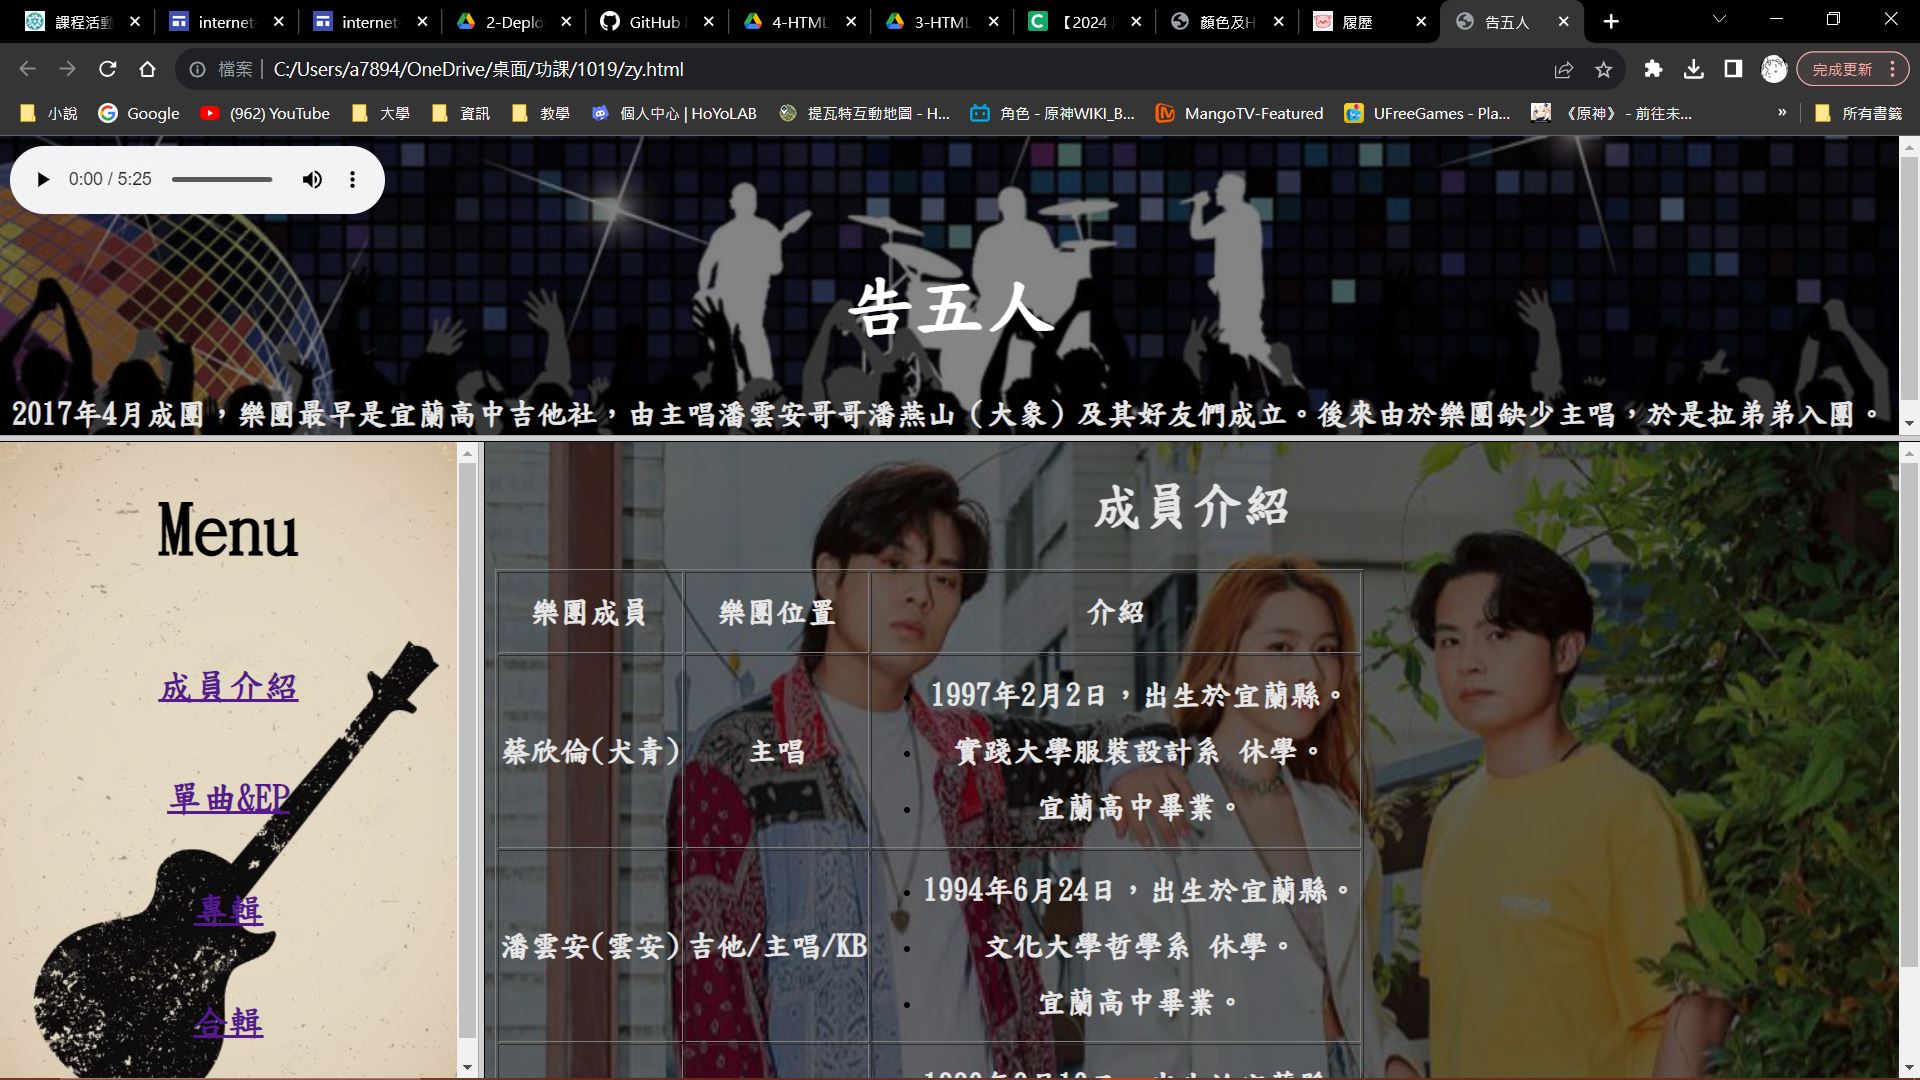 課程活動
internet-
internet-
2-Deplo
GitHub
4-HTML
3-HTML
【2024
顏色及H
履歷
告五人
檔案
C:/Users/a7894/OneDrive/桌面/功課/1019/zy.html
完成更新
小說
Google
(962) YouTube
大學
資訊
教學
個人中心 | HoYoLAB
提瓦特互動地圖 - H...
角色 - 原神WIKI_B...
MangoTV-Featured
UFreeGames - Pla...
《原神》 - 前往未...
»
所有書籤
0:00 / 5:25
告五人
2017年4月成團，樂團最早是宜蘭高中吉他社，由主唱潘雲安哥哥潘燕山（大象）及其好友們成立。後來由於樂團缺少主唱，於是拉弟弟入團。
Menu
成員介紹
單曲&EP
專輯
合輯
成員介紹
樂團成員 樂團位置 介紹
1997年2月2日，出生於宜蘭縣。
蔡欣倫(犬青) 主唱 實踐大學服裝設計系 休學。
宜蘭高中畢業。
1994年6月24日，出生於宜蘭縣。
潘雲安(雲安) 吉他/主唱/KB 文化大學哲學系 休學。
宜蘭高中畢業。